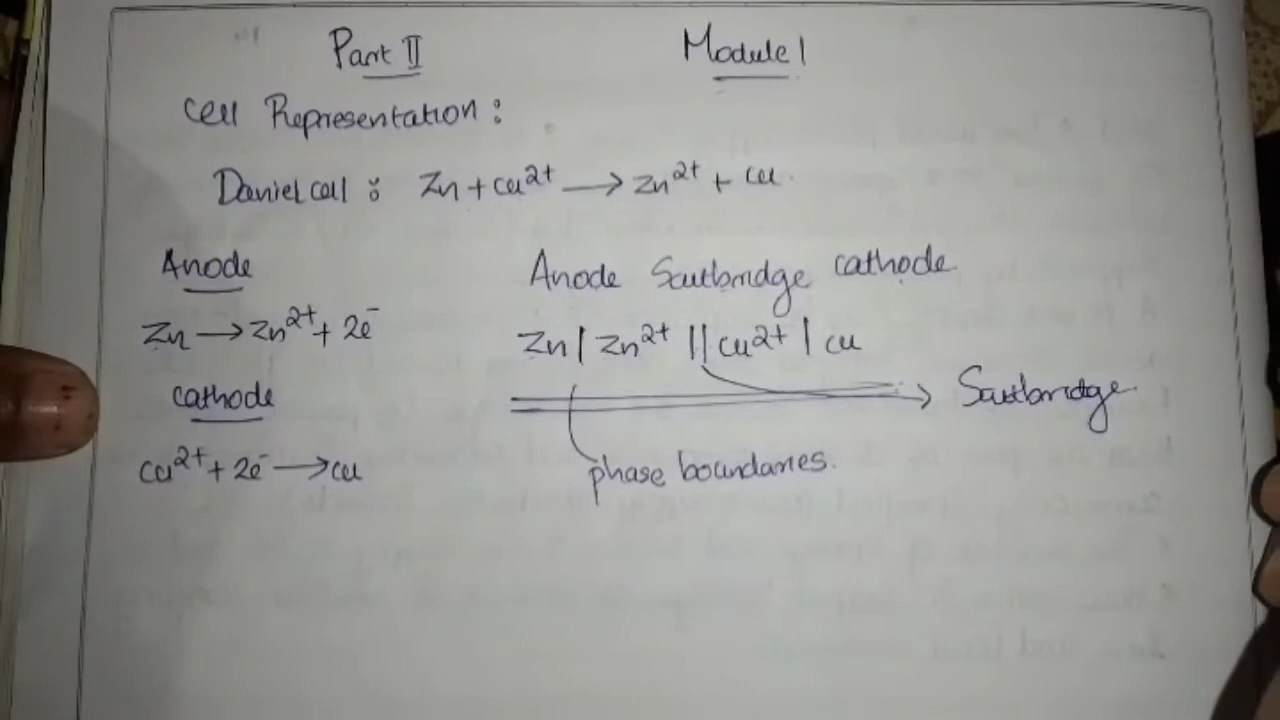 Part II Module 1
Cell Representation:
Daniel cell: Zn + Cu²⁺ ⟶ Zn²⁺ + Cu.
Anode
Zn ⟶ Zn²⁺ + 2e⁻
Cathode
Cu²⁺ + 2e⁻ ⟶ Cu
Anode Saltbridge Cathode
Zn | Zn²⁺ || Cu²⁺ | Cu
Saltbridge
phase boundaries.